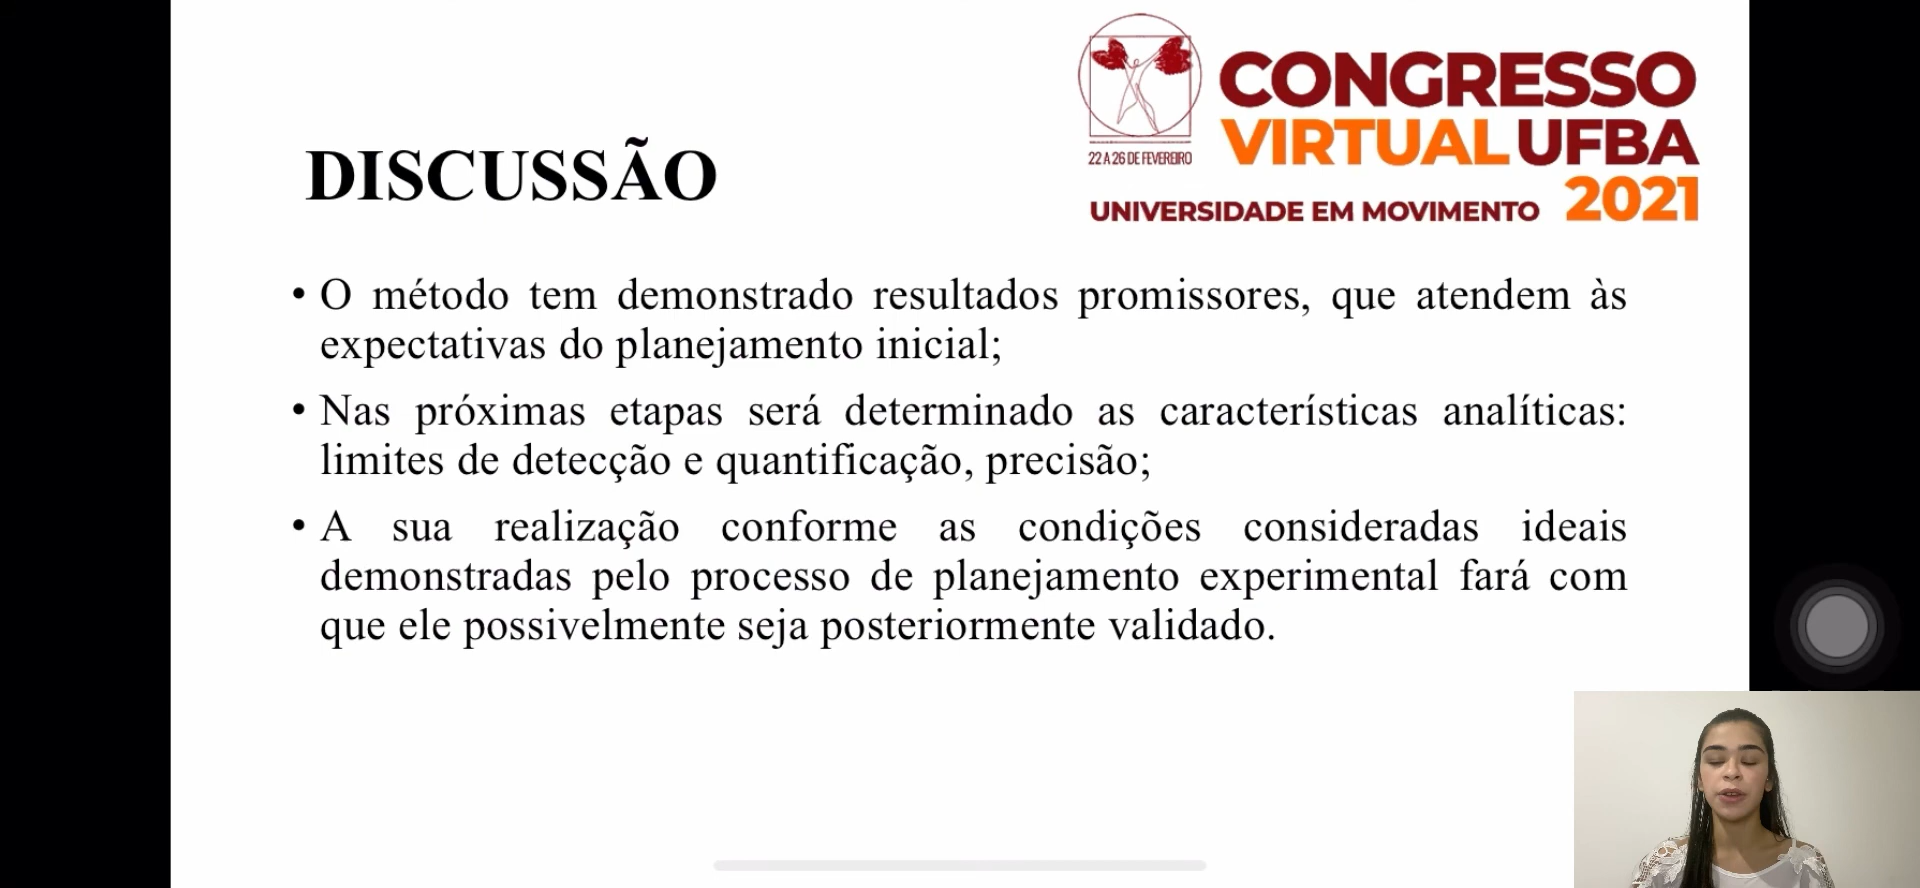 CONGRESSO
VIRTUAL UFBA
22 A 26 DE FEVEREIRO
UNIVERSIDADE EM MOVIMENTO 2021
DISCUSSÃO
• O método tem demonstrado resultados promissores, que atendem às
expectativas do planejamento inicial;
• Nas próximas etapas será determinado as características analíticas:
limites de detecção e quantificação, precisão;
• A sua realização conforme as condições consideradas ideais
demonstradas pelo processo de planejamento experimental fará com
que ele possivelmente seja posteriormente validado.